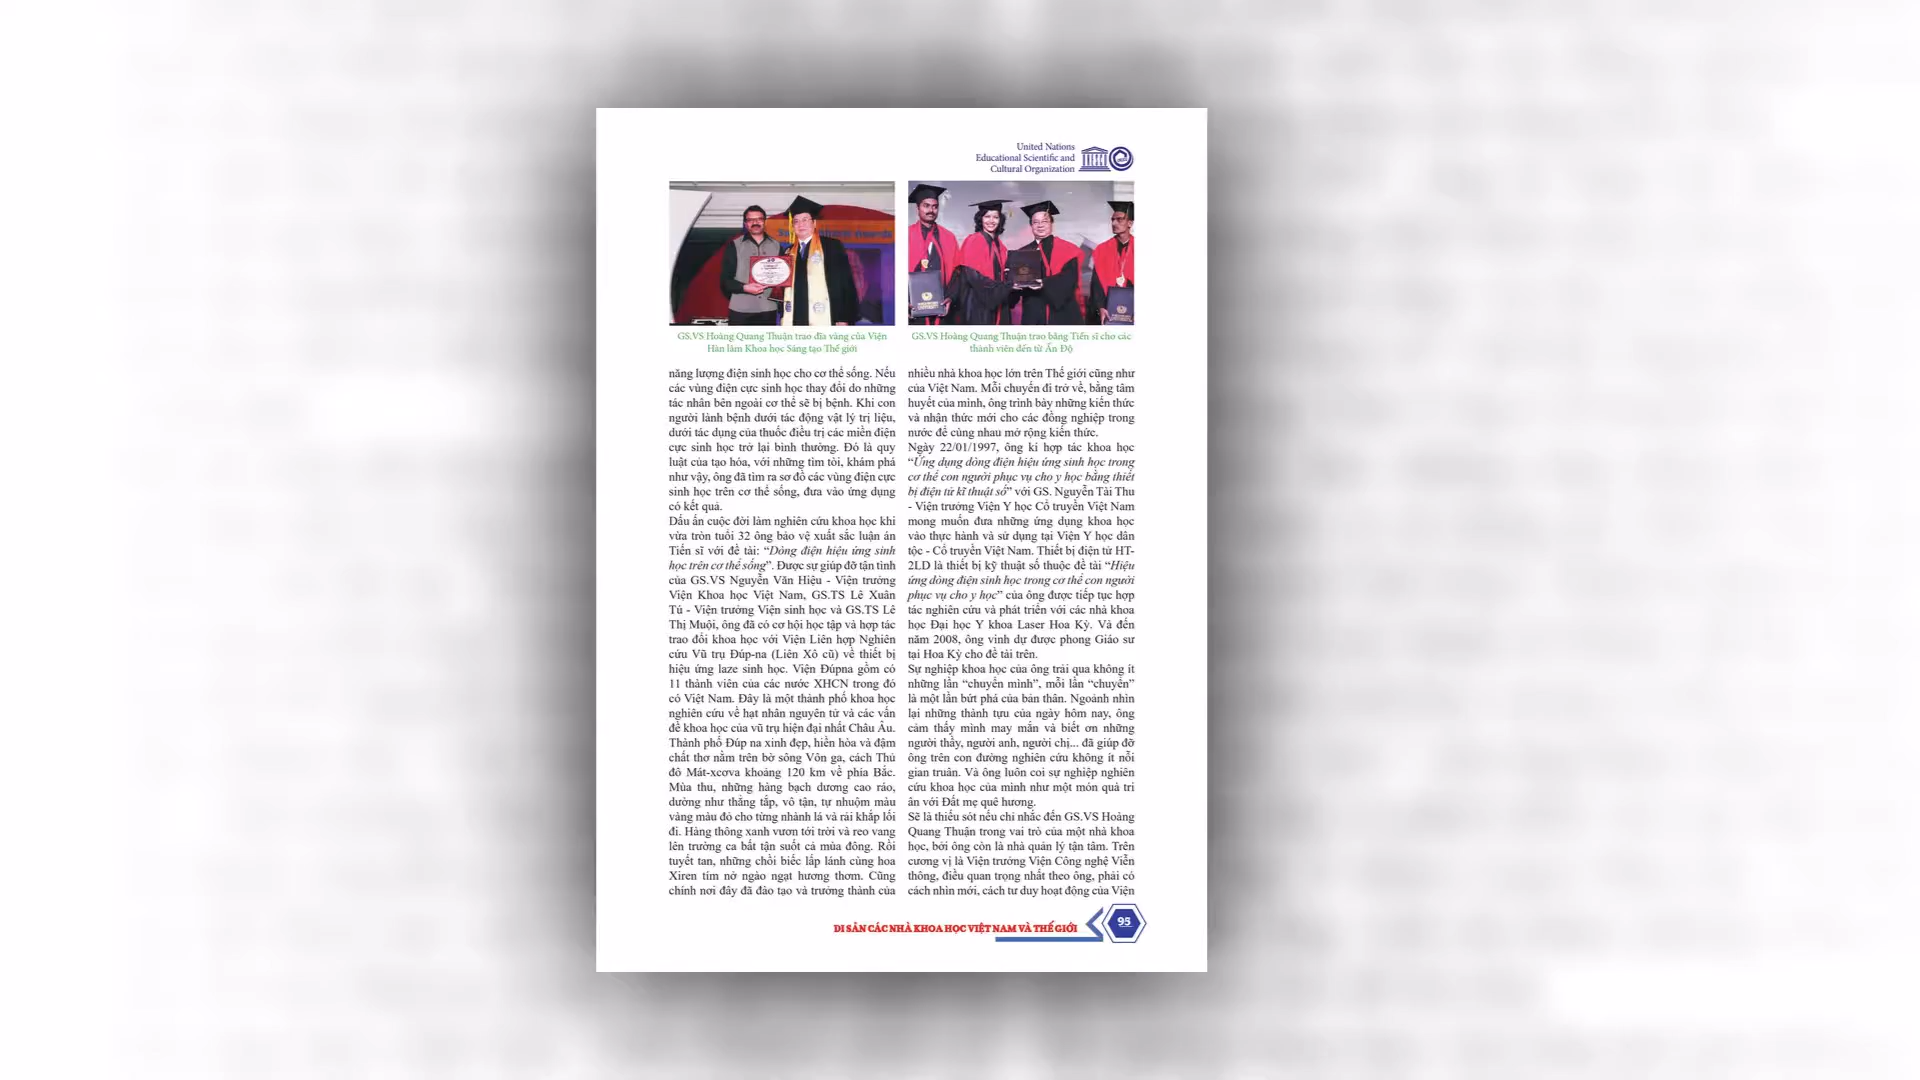 United Nations
Educational Scientific and
Cultural Organization
GS.VS Hoàng Quang Thuận trao đĩa vàng của Viện
Hàn lâm Khoa học Sáng tạo Thế giới
GS.VS Hoàng Quang Thuận trao bằng Tiến sĩ cho các
thành viên đến từ Ấn Độ
năng lượng điện sinh học cho cơ thể sống. Nếu
các vùng điện cực sinh học thay đổi do những
tác nhân bên ngoài cơ thể sẽ bị bệnh. Khi con
người lành bệnh dưới tác động vật lý trị liệu,
dưới tác dụng của thuốc điều trị các miền điện
cực sinh học trở lại bình thường. Đó là quy
luật của tạo hóa, với những tìm tòi, khám phá
như vậy, ông đã tìm ra sơ đồ các vùng điện cực
sinh học trên cơ thể sống, đưa vào ứng dụng
có kết quả.
Dấu ấn cuộc đời làm nghiên cứu khoa học khi
vừa tròn tuổi 32 ông bảo vệ xuất sắc luận án
Tiến sĩ với đề tài: “Dòng điện hiệu ứng sinh
học trên cơ thể sống”. Được sự giúp đỡ tận tình
của GS.VS Nguyễn Văn Hiệu - Viện trưởng
Viện Khoa học Việt Nam, GS.TS Lê Xuân
Tú - Viện trưởng Viện sinh học và GS.TS Lê
Thị Muội, ông đã có cơ hội học tập và hợp tác
trao đổi khoa học với Viện Liên hợp Nghiên
cứu Vũ trụ Đúp-na (Liên Xô cũ) về thiết bị
hiệu ứng laze sinh học. Viện Đúpna gồm có
11 thành viên của các nước XHCN trong đó
có Việt Nam. Đây là một thành phố khoa học
nghiên cứu về hạt nhân nguyên tử và các vấn
đề khoa học của vũ trụ hiện đại nhất Châu Âu.
Thành phố Đúp na xinh đẹp, hiền hòa và đậm
chất thơ nằm trên bờ sông Vôn ga, cách Thủ
đô Mát-xcơva khoảng 120 km về phía Bắc.
Mùa thu, những hàng bạch dương cao ráo,
dường như thẳng tắp, vô tận, tự nhuộm màu
vàng màu đỏ cho từng nhành lá và rải khắp lối
đi. Hàng thông xanh vươn tới trời và reo vang
lên trường ca bất tận suốt cả mùa đông. Rồi
tuyết tan, những chồi biếc lấp lánh cùng hoa
Xiren tím nở ngào ngạt hương thơm. Cũng
chính nơi đây đã đào tạo và trưởng thành của
nhiều nhà khoa học lớn trên Thế giới cũng như
của Việt Nam. Mỗi chuyến đi trở về, bằng tâm
huyết của mình, ông trình bày những kiến thức
và nhận thức mới cho các đồng nghiệp trong
nước để cùng nhau mở rộng kiến thức.
Ngày 22/01/1997, ông kí hợp tác khoa học
“Ứng dụng dòng điện hiệu ứng sinh học trong
cơ thể con người phục vụ cho y học bằng thiết
bị điện tử kĩ thuật số” với GS. Nguyễn Tài Thu
- Viện trưởng Viện Y học Cổ truyền Việt Nam
mong muốn đưa những ứng dụng khoa học
vào thực hành và sử dụng tại Viện Y học dân
tộc - Cổ truyền Việt Nam. Thiết bị điện tử HT-
2LD là thiết bị kỹ thuật số thuộc đề tài “Hiệu
ứng dòng điện sinh học trong cơ thể con người
phục vụ cho y học” của ông được tiếp tục hợp
tác nghiên cứu và phát triển với các nhà khoa
học Đại học Y khoa Laser Hoa Kỳ. Và đến
năm 2008, ông vinh dự được phong Giáo sư
tại Hoa Kỳ cho đề tài trên.
Sự nghiệp khoa học của ông trải qua không ít
những lần “chuyển mình”, mỗi lần “chuyển”
là một lần bứt phá của bản thân. Ngoảnh nhìn
lại những thành tựu của ngày hôm nay, ông
cảm thấy mình may mắn và biết ơn những
người thầy, người anh, người chị... đã giúp đỡ
ông trên con đường nghiên cứu không ít nỗi
gian truân. Và ông luôn coi sự nghiệp nghiên
cứu khoa học của mình như một món quà tri
ân với Đất mẹ quê hương.
Sẽ là thiếu sót nếu chỉ nhắc đến GS.VS Hoàng
Quang Thuận trong vai trò của một nhà khoa
học, bởi ông còn là nhà quản lý tận tâm. Trên
cương vị là Viện trưởng Viện Công nghệ Viễn
thông, điều quan trọng nhất theo ông, phải có
cách nhìn mới, cách tư duy hoạt động của Viện
DI SẢN CÁC NHÀ KHOA HỌC VIỆT NAM VÀ THẾ GIỚI
95